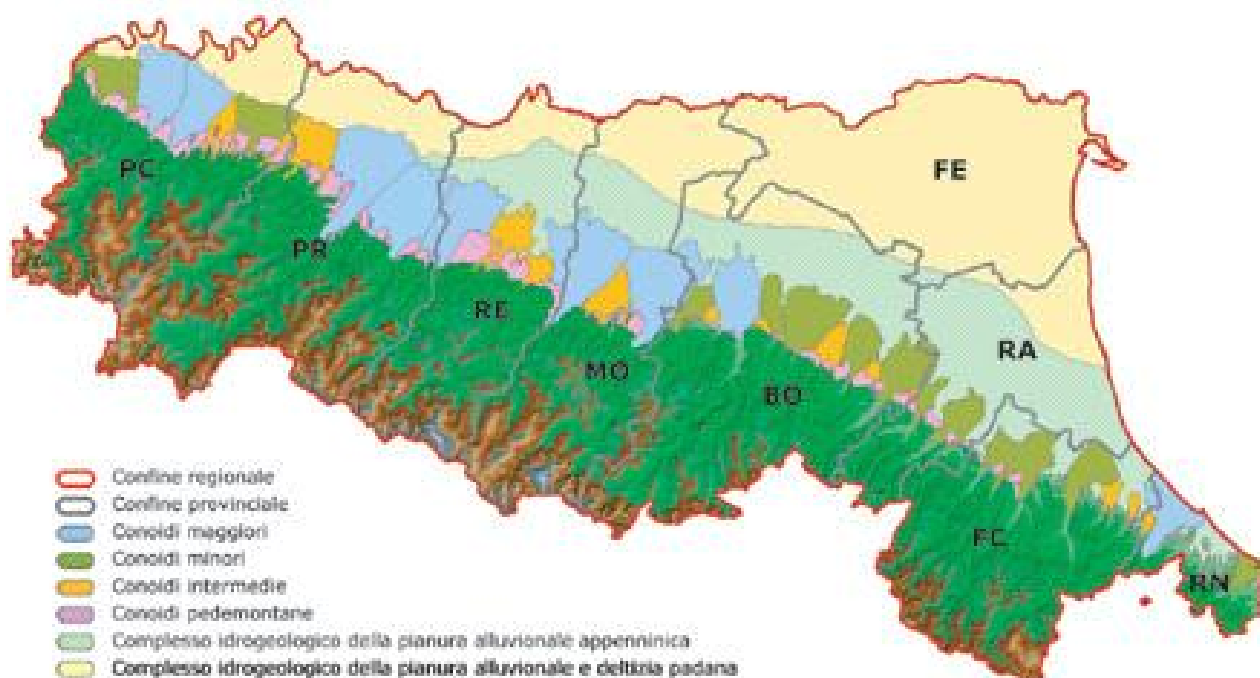 PC
FE
PR
RE
RA
MO
BO
FC
RN
Confine regionale
Confine provinciale
Conoidi maggiori
Conoidi minori
Conoidi intermedie
Conoidi pedemontane
Complesso idrogeologico della pianura alluvionale appenninica
Complesso idrogeologico della pianura alluvionale e deltizia padana